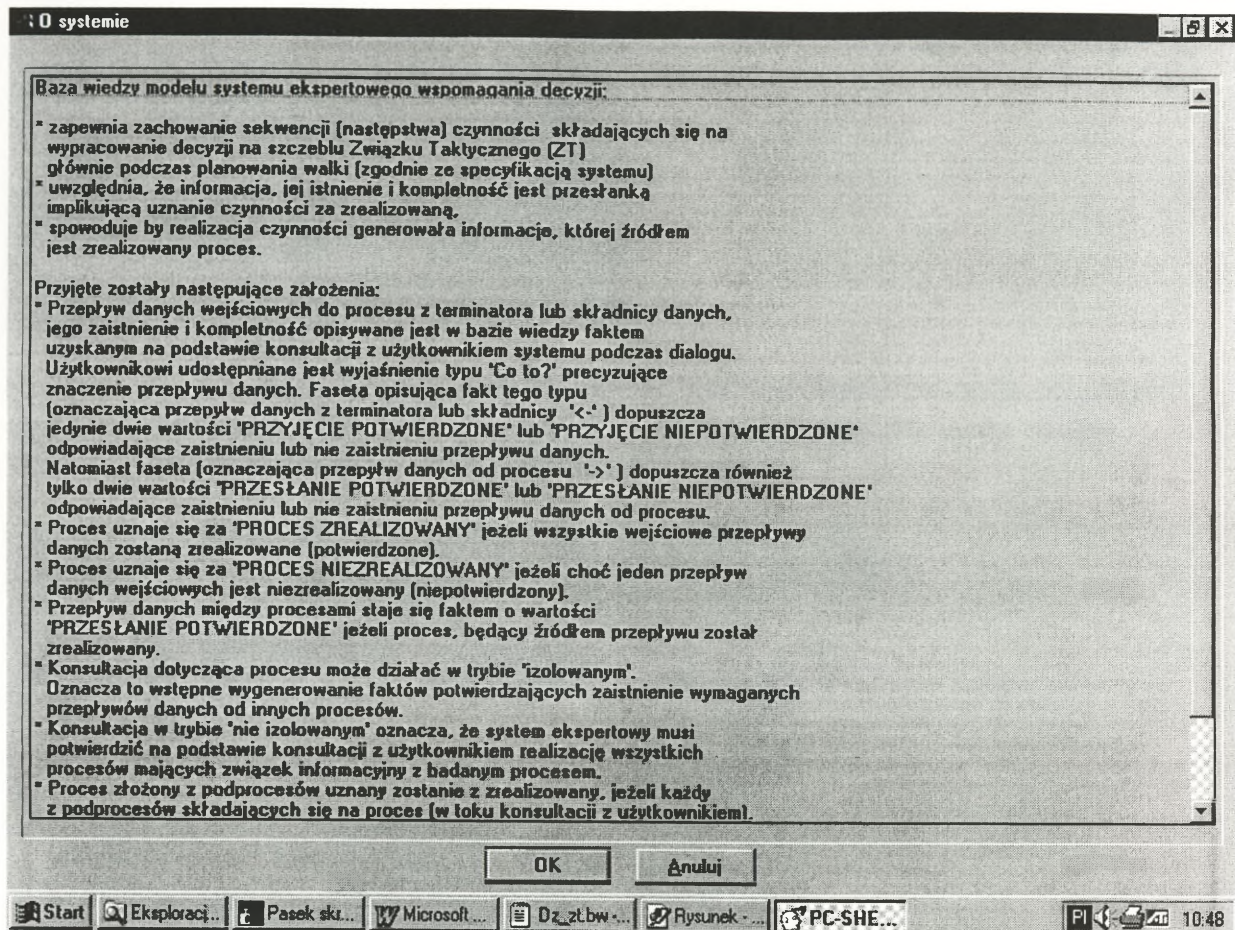 O systemie
Baza wiedzy modelu systemu ekspertowego wspomagania decyzji:
* zapewnia zachowanie sekwencji (następstwa) czynności składających się na
wypracowanie decyzji na szczeblu Związku Taktycznego (ZT)
głównie podczas planowania walki (zgodnie ze specyfikacją systemu)
* uwzględnia, że informacja, jej istnienie i kompletność jest przesłanką
implikującą uznanie czynności za zrealizowaną,
* spowoduje by realizacja czynności generowała informacje, której źródłem
jest zrealizowany proces.
Przyjęte zostały następujące założenia:
* Przepływ danych wejściowych do procesu z terminatora lub składnicy danych,
jego zaistnienie i kompletność opisywane jest w bazie wiedzy faktem
uzyskanym na podstawie konsultacji z użytkownikiem systemu podczas dialogu.
Użytkownikowi udostępniane jest wyjaśnienie typu 'Co to?' precyzujące
znaczenie przepływu danych. Faseta opisująca fakt tego typu
(oznaczająca przepyłw danych z terminatora lub składnicy '<-' ) dopuszcza
jedynie dwie wartości 'PRZYJĘCIE POTWIERDZONE' lub 'PRZYJĘCIE NIEPOTWIERDZONE'
odpowiadające zaistnieniu lub nie zaistnieniu przepływu danych.
Natomiast faseta (oznaczająca przepyłw danych od procesu '->' ) dopuszcza również
tylko dwie wartości 'PRZESŁANIE POTWIERDZONE' lub 'PRZESŁANIE NIEPOTWIERDZONE'
odpowiadające zaistnieniu lub nie zaistnieniu przepływu danych od procesu.
* Proces uznaje się za 'PROCES ZREALIZOWANY' jeżeli wszystkie wejściowe przepływy
danych zostaną zrealizowane (potwierdzone).
* Proces uznaje się za 'PROCES NIEZREALIZOWANY' jeżeli choć jeden przepływ
danych wejściowych jest niezrealizowany (niepotwierdzony).
* Przepływ danych między procesami staje się faktem o wartości
'PRZESŁANIE POTWIERDZONE' jeżeli proces, będący źródłem przepływu został
zrealizowany.
* Konsultacja dotycząca procesu może działać w trybie 'izolowanym'.
Oznacza to wstępne wygenerowanie faktów potwierdzających zaistnienie wymaganych
przepływów danych od innych procesów.
* Konsultacja w trybie 'nie izolowanym' oznacza, że system ekspertowy musi
potwierdzić na podstawie konsultacji z użytkownikiem realizację wszystkich
procesów mających związek informacyjny z badanym procesem.
* Proces złożony z podprocesów uznany zostanie z zrealizowany, jeżeli każdy
z podprocesów składających się na proces (w toku konsultacji z użytkownikiem).
OK Anuluj
Start Eksploracj... Pasek skr... Microsoft ... Dz_zt.bw -... Rysunek - ... PC-SHE... Pl 10:48